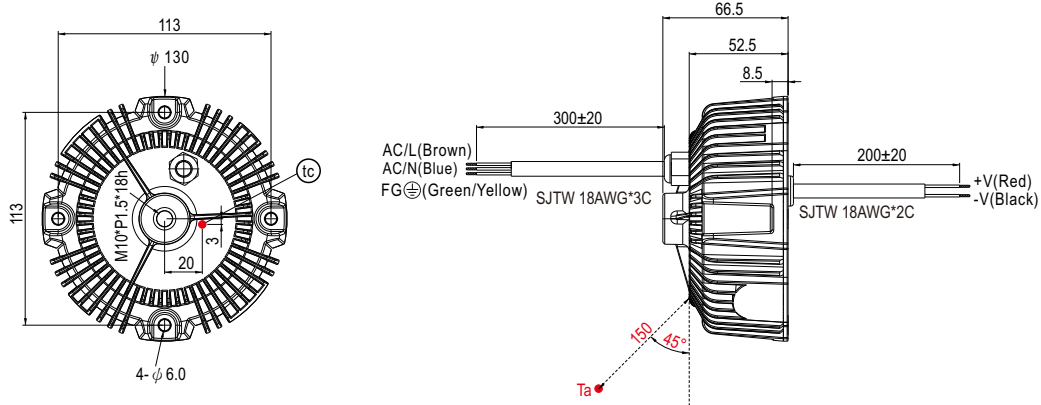 113
ψ 130
113
M10*P1.5*18h
tc
3
20
4- ϕ 6.0
66.5
52.5
8.5
300±20
AC/L(Brown)
AC/N(Blue)
FG⏚(Green/Yellow)
SJTW 18AWG*3C
200±20
+V(Red)
-V(Black)
SJTW 18AWG*2C
150
45°
Ta